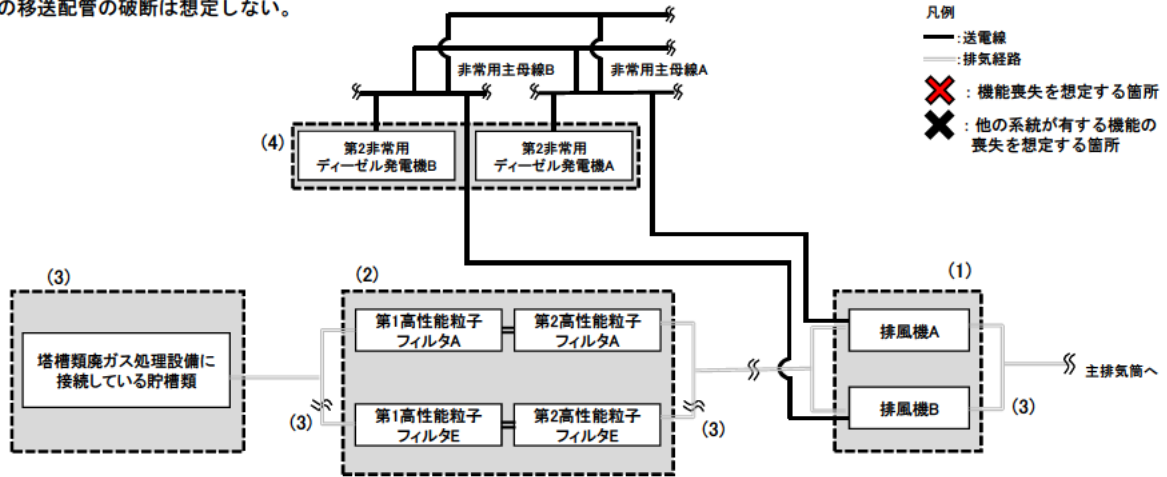 の移送配管の破断は想定しない。
凡例
:送電線
:排気経路
:機能喪失を想定する箇所
:他の系統が有する機能の
喪失を想定する箇所
非常用主母線B
非常用主母線A
(4)
第2非常用
ディーゼル発電機B
第2非常用
ディーゼル発電機A
(3)
塔槽類廃ガス処理設備に
接続している貯槽類
(2)
第1高性能粒子
フィルタA
第2高性能粒子
フィルタA
(3)
第1高性能粒子
フィルタE
第2高性能粒子
フィルタE
(3)
(1)
排風機A
排風機B
(3)
主排気筒へ